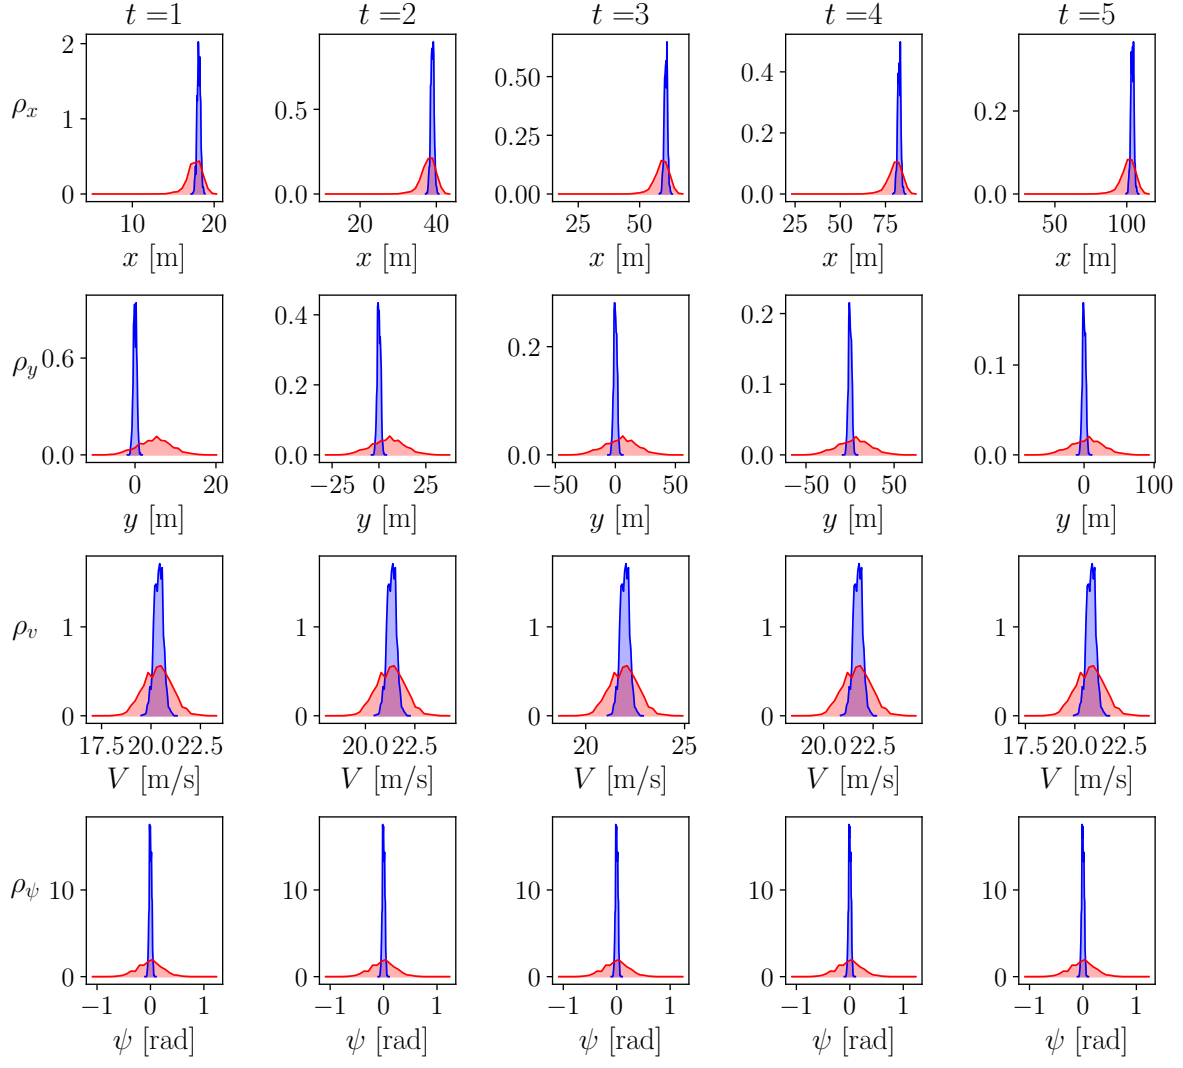 t =1 t =2 t =3 t =4 t =5
ρₓ 2 1 0 0.5 0.0 0.50 0.25 0.00 0.4 0.2 0.0 0.2 0.0
10 20 20 40 25 50 25 50 75 50 100
x [m] x [m] x [m] x [m] x [m]
ρ_y 0.6 0.0 0.4 0.2 0.0 0.2 0.0 0.2 0.1 0.0 0.1 0.0
0 20 −25 0 25 −50 0 50 −50 0 50 0 100
y [m] y [m] y [m] y [m] y [m]
ρ_v 1 0 1 0 1 0 1 0 1 0
17.5 20.0 22.5 20.0 22.5 20 25 20.0 22.5 17.5 20.0 22.5
V [m/s] V [m/s] V [m/s] V [m/s] V [m/s]
ρ_ψ 10 0 10 0 10 0 10 0 10 0
−1 0 1 −1 0 1 −1 0 1 −1 0 1 −1 0 1
ψ [rad] ψ [rad] ψ [rad] ψ [rad] ψ [rad]